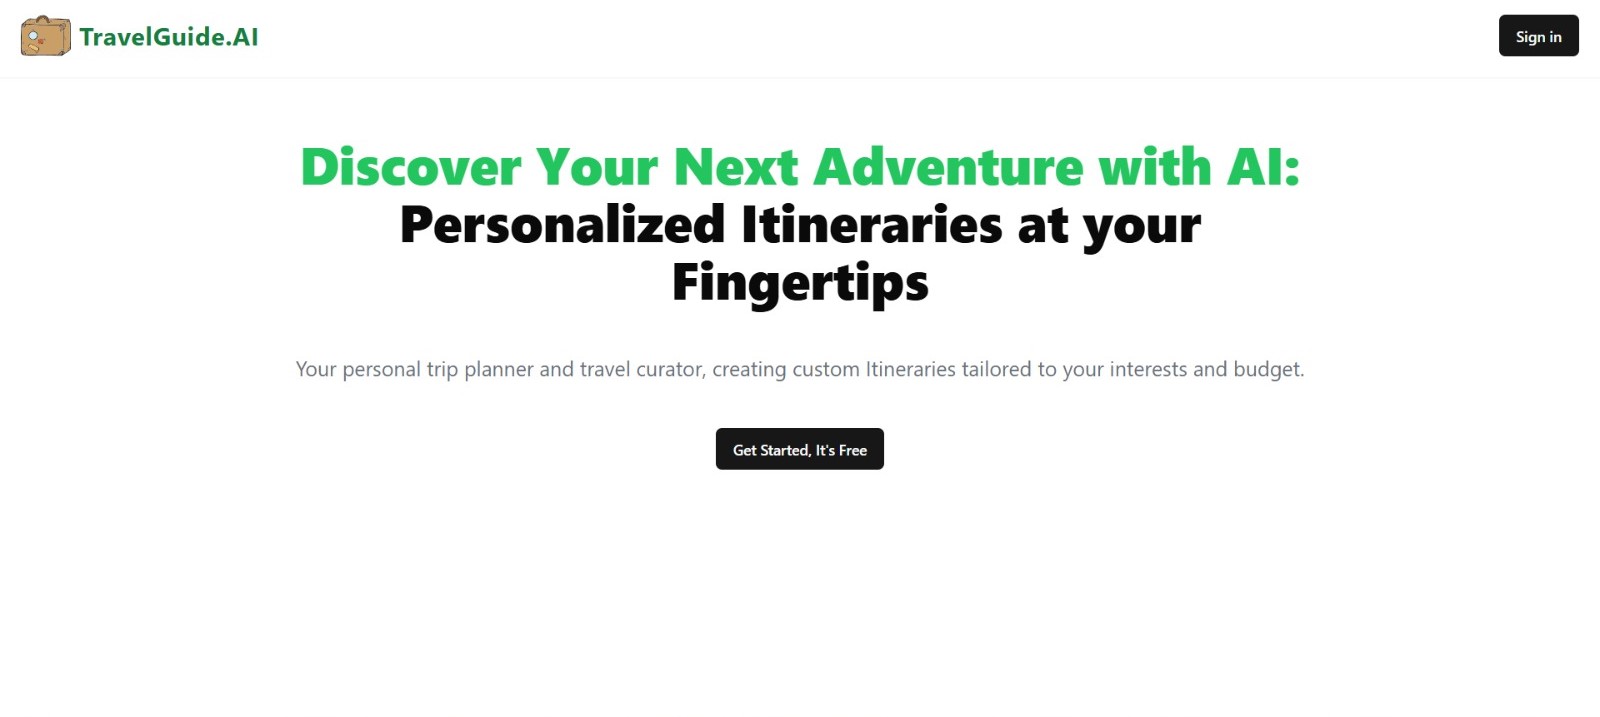 TravelGuide.AI
Sign in
Discover Your Next Adventure with AI:
Personalized Itineraries at your
Fingertips
Your personal trip planner and travel curator, creating custom Itineraries tailored to your interests and budget.
Get Started, It's Free